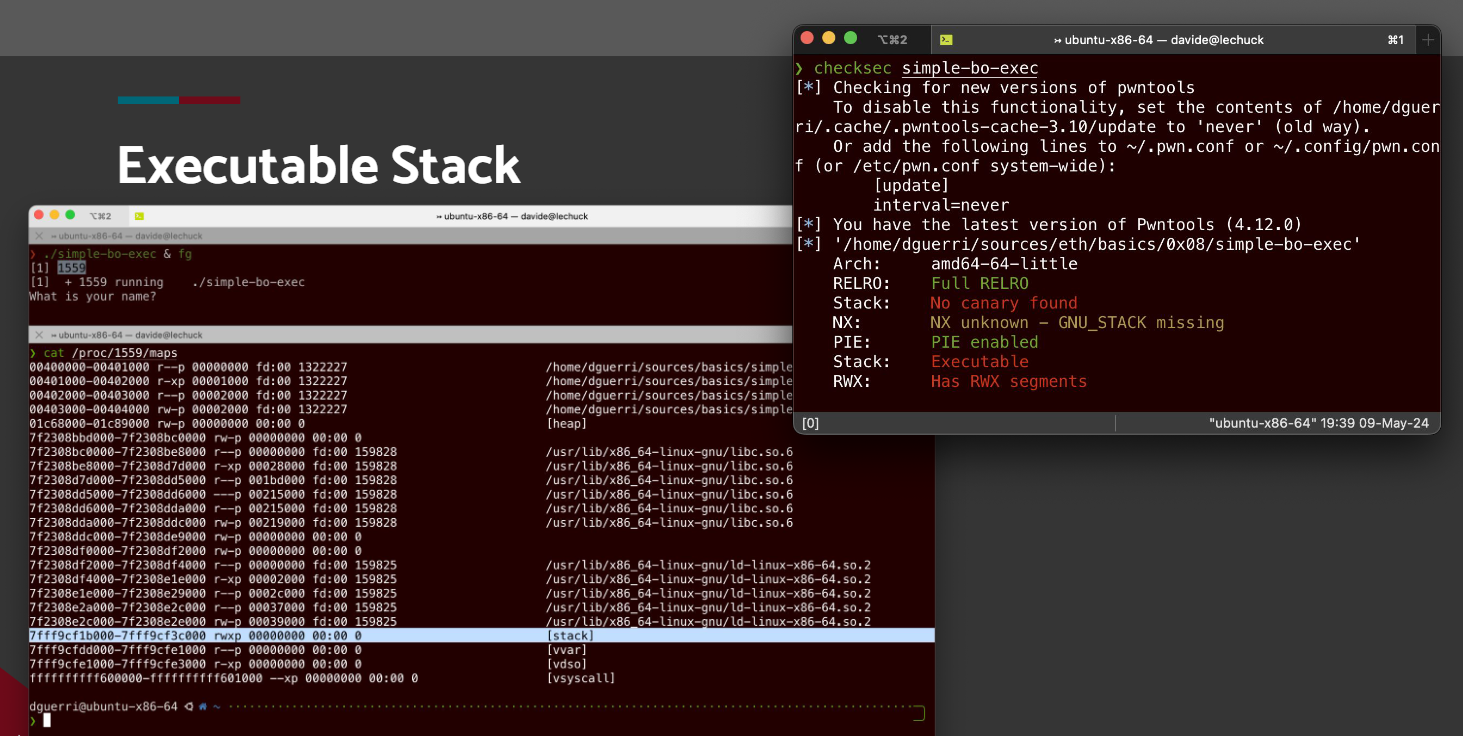 Executable Stack
⌥⌘2
↣ ubuntu-x86-64 — davide@lechuck
⌘1
❯ checksec simple-bo-exec
[*] Checking for new versions of pwntools
    To disable this functionality, set the contents of /home/dguer
ri/.cache/.pwntools-cache-3.10/update to 'never' (old way).
    Or add the following lines to ~/.pwn.conf or ~/.config/pwn.con
f (or /etc/pwn.conf system-wide):
        [update]
        interval=never
[*] You have the latest version of Pwntools (4.12.0)
[*] '/home/dguerri/sources/eth/basics/0x08/simple-bo-exec'
    Arch:     amd64-64-little
    RELRO:    Full RELRO
    Stack:    No canary found
    NX:       NX unknown - GNU_STACK missing
    PIE:      PIE enabled
    Stack:    Executable
    RWX:      Has RWX segments
[0]
"ubuntu-x86-64" 19:39 09-May-24
⌥⌘2
↣ ubuntu-x86-64 — davide@lechuck
↣ ubuntu-x86-64 — davide@lechuck
❯ ./simple-bo-exec & fg
[1] 1559
[1]  + 1559 running    ./simple-bo-exec
What is your name?
↣ ubuntu-x86-64 — davide@lechuck
❯ cat /proc/1559/maps
00400000-00401000 r--p 00000000 fd:00 1322227 /home/dguerri/sources/basics/simple
00401000-00402000 r-xp 00001000 fd:00 1322227 /home/dguerri/sources/basics/simple
00402000-00403000 r--p 00002000 fd:00 1322227 /home/dguerri/sources/basics/simple
00403000-00404000 rw-p 00002000 fd:00 1322227 /home/dguerri/sources/basics/simple
01c68000-01c89000 rw-p 00000000 00:00 0 [heap]
7f2308bbd000-7f2308bc0000 rw-p 00000000 00:00 0
7f2308bc0000-7f2308be8000 r--p 00000000 fd:00 159828 /usr/lib/x86_64-linux-gnu/libc.so.6
7f2308be8000-7f2308d7d000 r-xp 00028000 fd:00 159828 /usr/lib/x86_64-linux-gnu/libc.so.6
7f2308d7d000-7f2308dd5000 r--p 001bd000 fd:00 159828 /usr/lib/x86_64-linux-gnu/libc.so.6
7f2308dd5000-7f2308dd6000 ---p 00215000 fd:00 159828 /usr/lib/x86_64-linux-gnu/libc.so.6
7f2308dd6000-7f2308dda000 r--p 00215000 fd:00 159828 /usr/lib/x86_64-linux-gnu/libc.so.6
7f2308dda000-7f2308ddc000 rw-p 00219000 fd:00 159828 /usr/lib/x86_64-linux-gnu/libc.so.6
7f2308ddc000-7f2308de9000 rw-p 00000000 00:00 0
7f2308df0000-7f2308df2000 rw-p 00000000 00:00 0
7f2308df2000-7f2308df4000 r--p 00000000 fd:00 159825 /usr/lib/x86_64-linux-gnu/ld-linux-x86-64.so.2
7f2308df4000-7f2308e1e000 r-xp 00002000 fd:00 159825 /usr/lib/x86_64-linux-gnu/ld-linux-x86-64.so.2
7f2308e1e000-7f2308e29000 r--p 0002c000 fd:00 159825 /usr/lib/x86_64-linux-gnu/ld-linux-x86-64.so.2
7f2308e2a000-7f2308e2c000 r--p 00037000 fd:00 159825 /usr/lib/x86_64-linux-gnu/ld-linux-x86-64.so.2
7f2308e2c000-7f2308e2e000 rw-p 00039000 fd:00 159825 /usr/lib/x86_64-linux-gnu/ld-linux-x86-64.so.2
7fff9cf1b000-7fff9cf3c000 rwxp 00000000 00:00 0 [stack]
7fff9cfdd000-7fff9cfe1000 r--p 00000000 00:00 0 [vvar]
7fff9cfe1000-7fff9cfe3000 r-xp 00000000 00:00 0 [vdso]
ffffffffff600000-ffffffffff601000 --xp 00000000 00:00 0 [vsyscall]
dguerri@ubuntu-x86-64 ~
❯